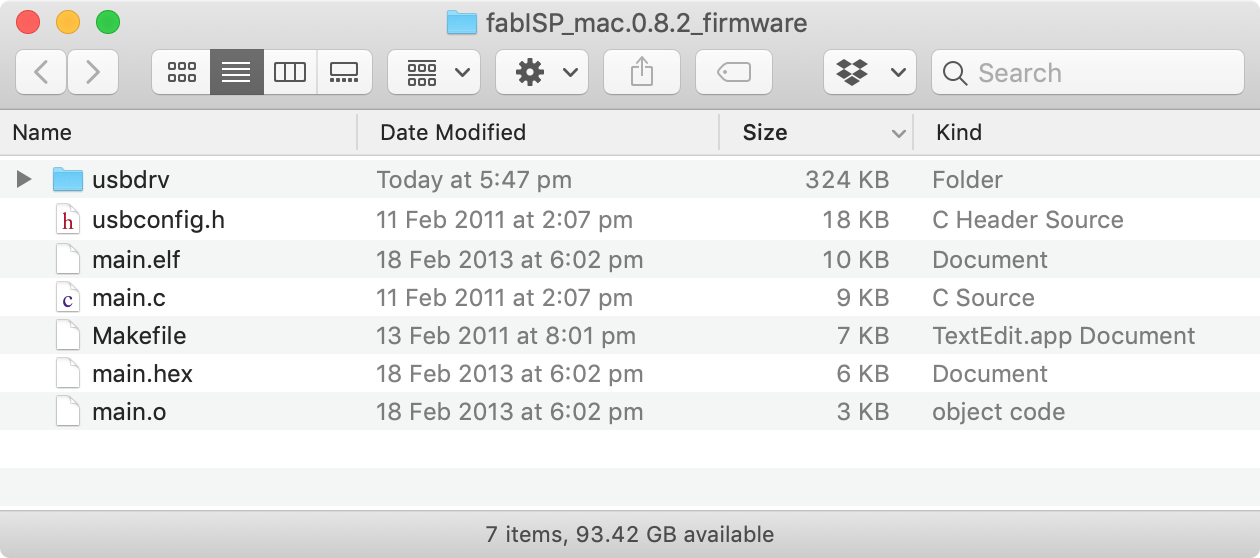 fabISP_mac.0.8.2_firmware
Search
Name Date Modified Size Kind
usbdrv Today at 5:47 pm 324 KB Folder
h usbconfig.h 11 Feb 2011 at 2:07 pm 18 KB C Header Source
main.elf 18 Feb 2013 at 6:02 pm 10 KB Document
c main.c 11 Feb 2011 at 2:07 pm 9 KB C Source
Makefile 13 Feb 2011 at 8:01 pm 7 KB TextEdit.app Document
main.hex 18 Feb 2013 at 6:02 pm 6 KB Document
main.o 18 Feb 2013 at 6:02 pm 3 KB object code
7 items, 93.42 GB available